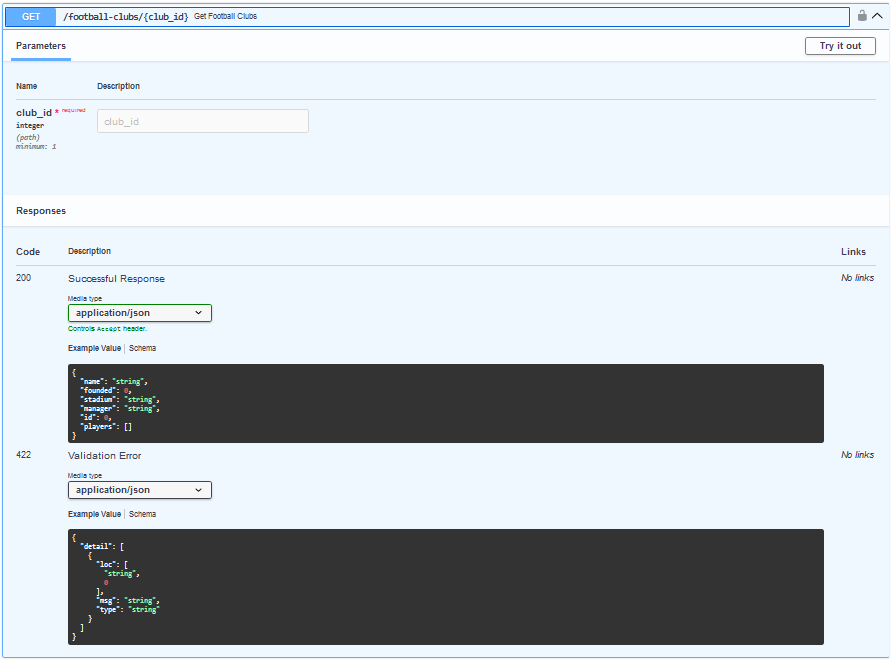 GET /football-clubs/{club_id} Get Football Clubs
Parameters
Try it out
Name Description
club_id * required
integer
(path)
minimum: 1
club_id
Responses
Code Description Links
200 Successful Response No links
Media type
application/json
Controls Accept header.
Example Value | Schema
{
  "name": "string",
  "founded": 0,
  "stadium": "string",
  "manager": "string",
  "id": 0,
  "players": []
}
422 Validation Error No links
Media type
application/json
Example Value | Schema
{
  "detail": [
    {
      "loc": [
        "string",
        0
      ],
      "msg": "string",
      "type": "string"
    }
  ]
}